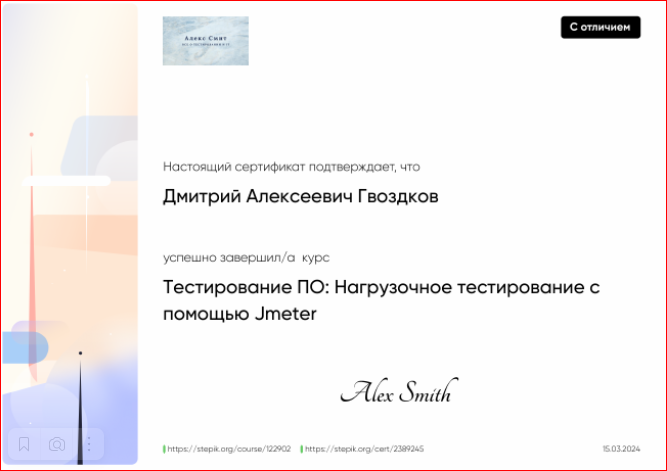 Алекс Смит
С отличием
Настоящий сертификат подтверждает, что
Дмитрий Алексеевич Гвоздков
успешно завершил/а курс
Тестирование ПО: Нагрузочное тестирование с
помощью Jmeter
Alex Smith
https://stepik.org/course/122902 https://stepik.org/cert/2389245 15.03.2024